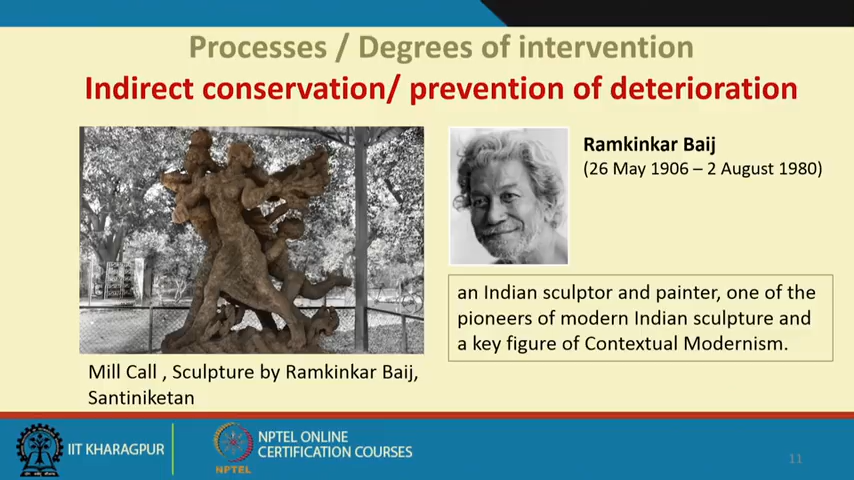 Processes / Degrees of intervention
Indirect conservation/ prevention of deterioration
Ramkinkar Baij
(26 May 1906 – 2 August 1980)
an Indian sculptor and painter, one of the
pioneers of modern Indian sculpture and
a key figure of Contextual Modernism.
Mill Call , Sculpture by Ramkinkar Baij,
Santiniketan
IIT KHARAGPUR
NPTEL
NPTEL ONLINE
CERTIFICATION COURSES
11